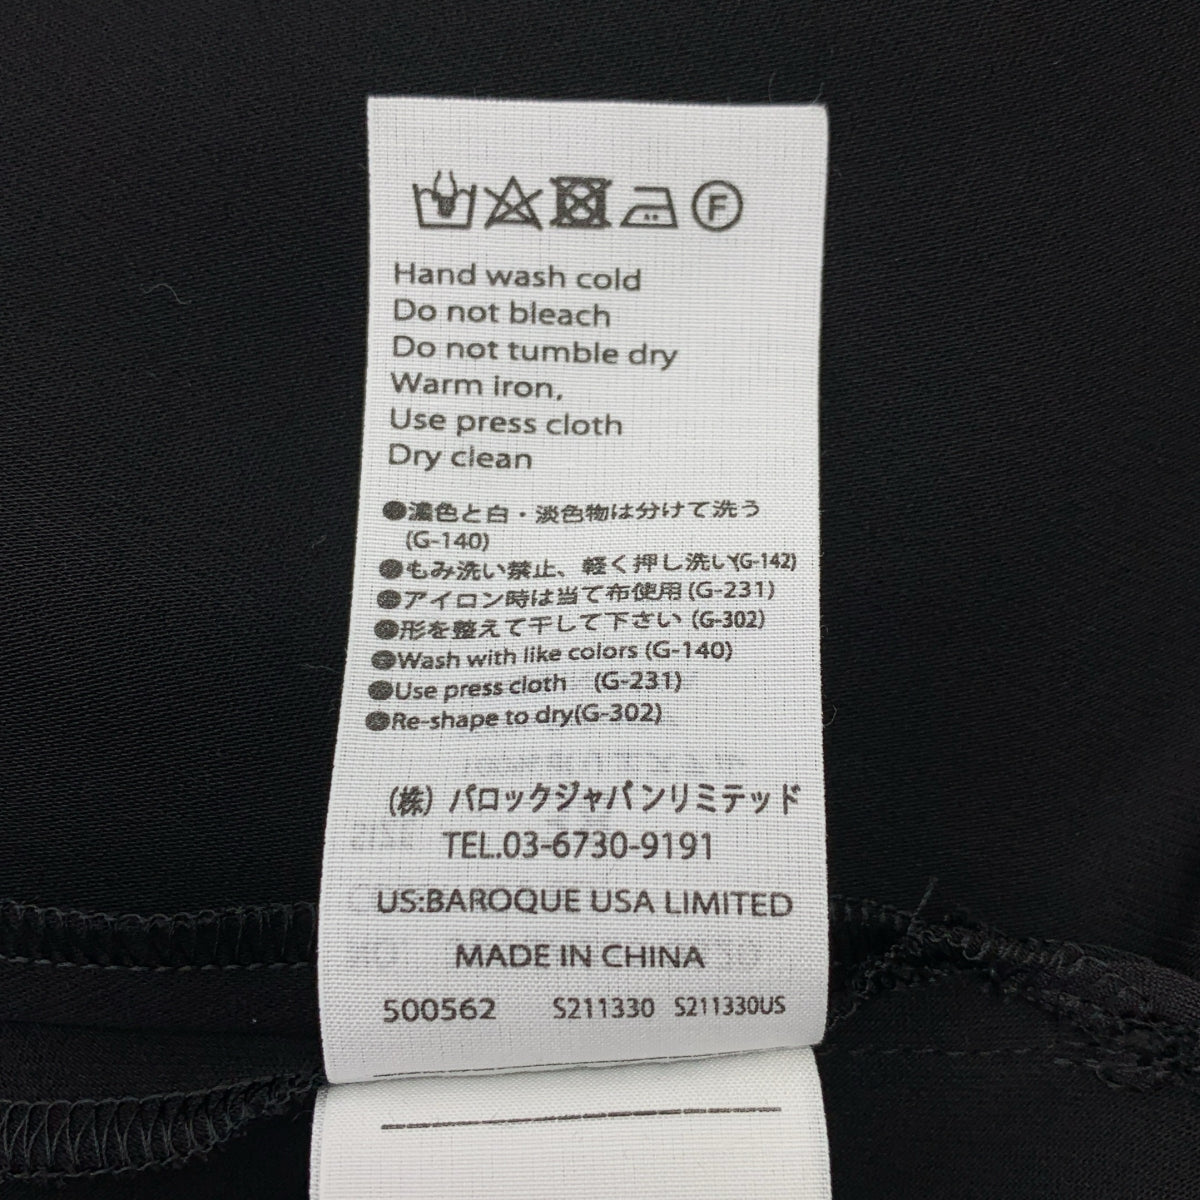 F
Hand wash cold
Do not bleach
Do not tumble dry
Warm iron,
Use press cloth
Dry clean
●濃色と白・淡色物は分けて洗う
(G-140)
●もみ洗い禁止、軽く押し洗い(G-142)
●アイロン時は当て布使用(G-231)
●形を整えて干して下さい (G-302)
●Wash with like colors (G-140)
●Use press cloth (G-231)
●Re-shape to dry(G-302)
(株) バロックジャパンリミテッド
TEL.03-6730-9191
US:BAROQUE USA LIMITED
MADE IN CHINA
500562 S211330 S211330US